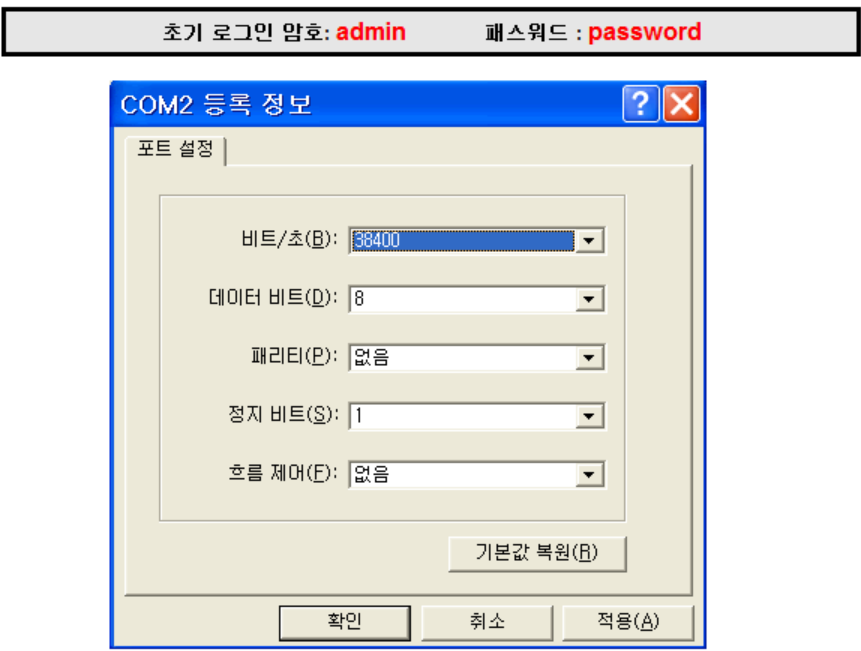 초기 로그인 암호: admin 패스워드 : password
COM2 등록 정보
포트 설정
비트/초(B): 38400
데이터 비트(D): 8
패리티(P): 없음
정지 비트(S): 1
흐름 제어(F): 없음
기본값 복원(R)
확인 취소 적용(A)